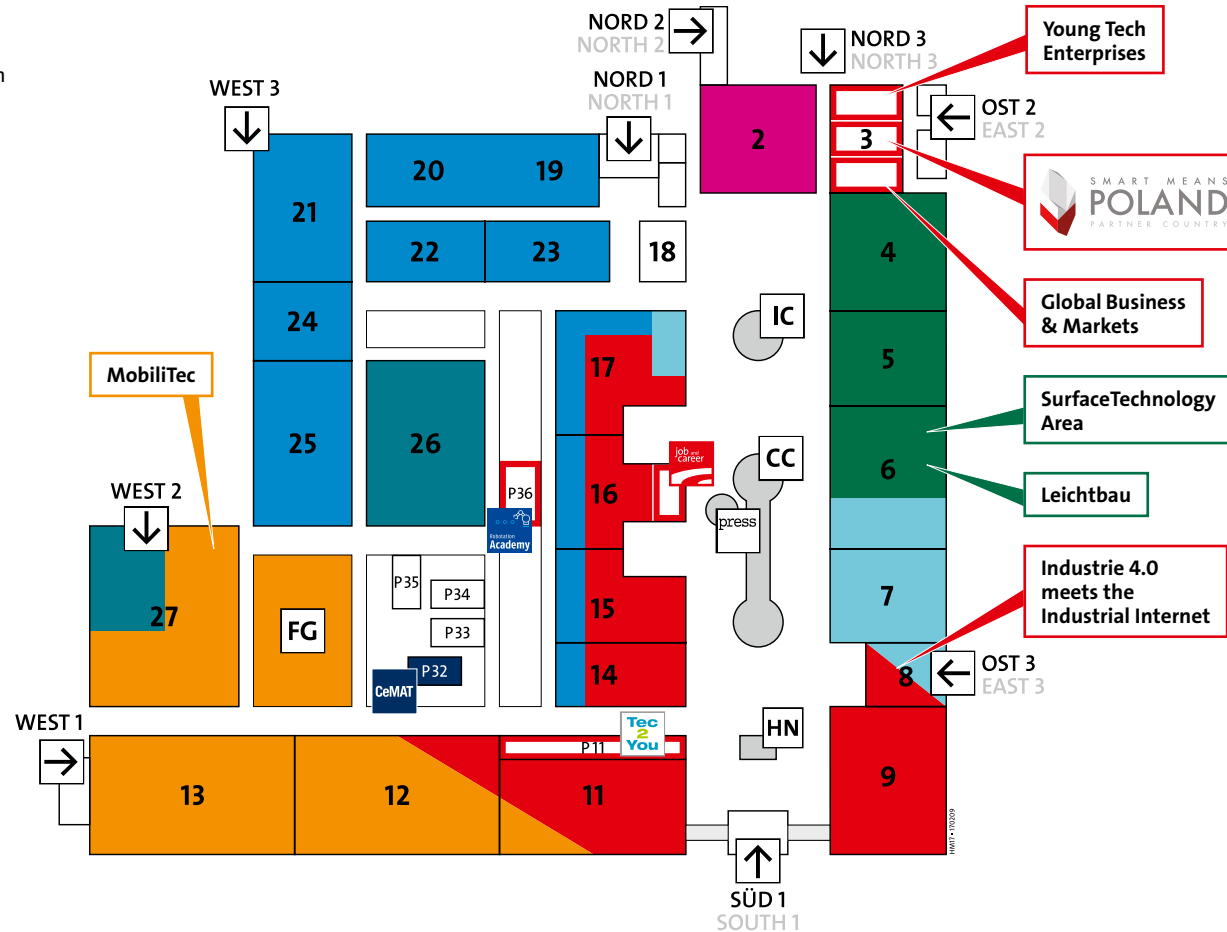 n
NORD 2
NORTH 2
NORD 3
NORTH 3
Young Tech
Enterprises
WEST 3
NORD 1
NORTH 1
OST 2
EAST 2
2
3
20
19
21
SMART MEANS
POLAND
PARTNER COUNTRY
22
23
18
4
24
IC
Global Business
& Markets
17
5
MobiliTec
SurfaceTechnology
Area
25
26
job and
career
CC
6
Leichtbau
WEST 2
P36
16
press
Robotation
Academy
Industrie 4.0
meets the
Industrial Internet
27
FG
P35
P34
P33
15
7
P32
CeMAT
14
8
OST 3
EAST 3
WEST 1
Tec
2
You
P11
HN
13
12
11
9
HM17 • 170209
SÜD 1
SOUTH 1